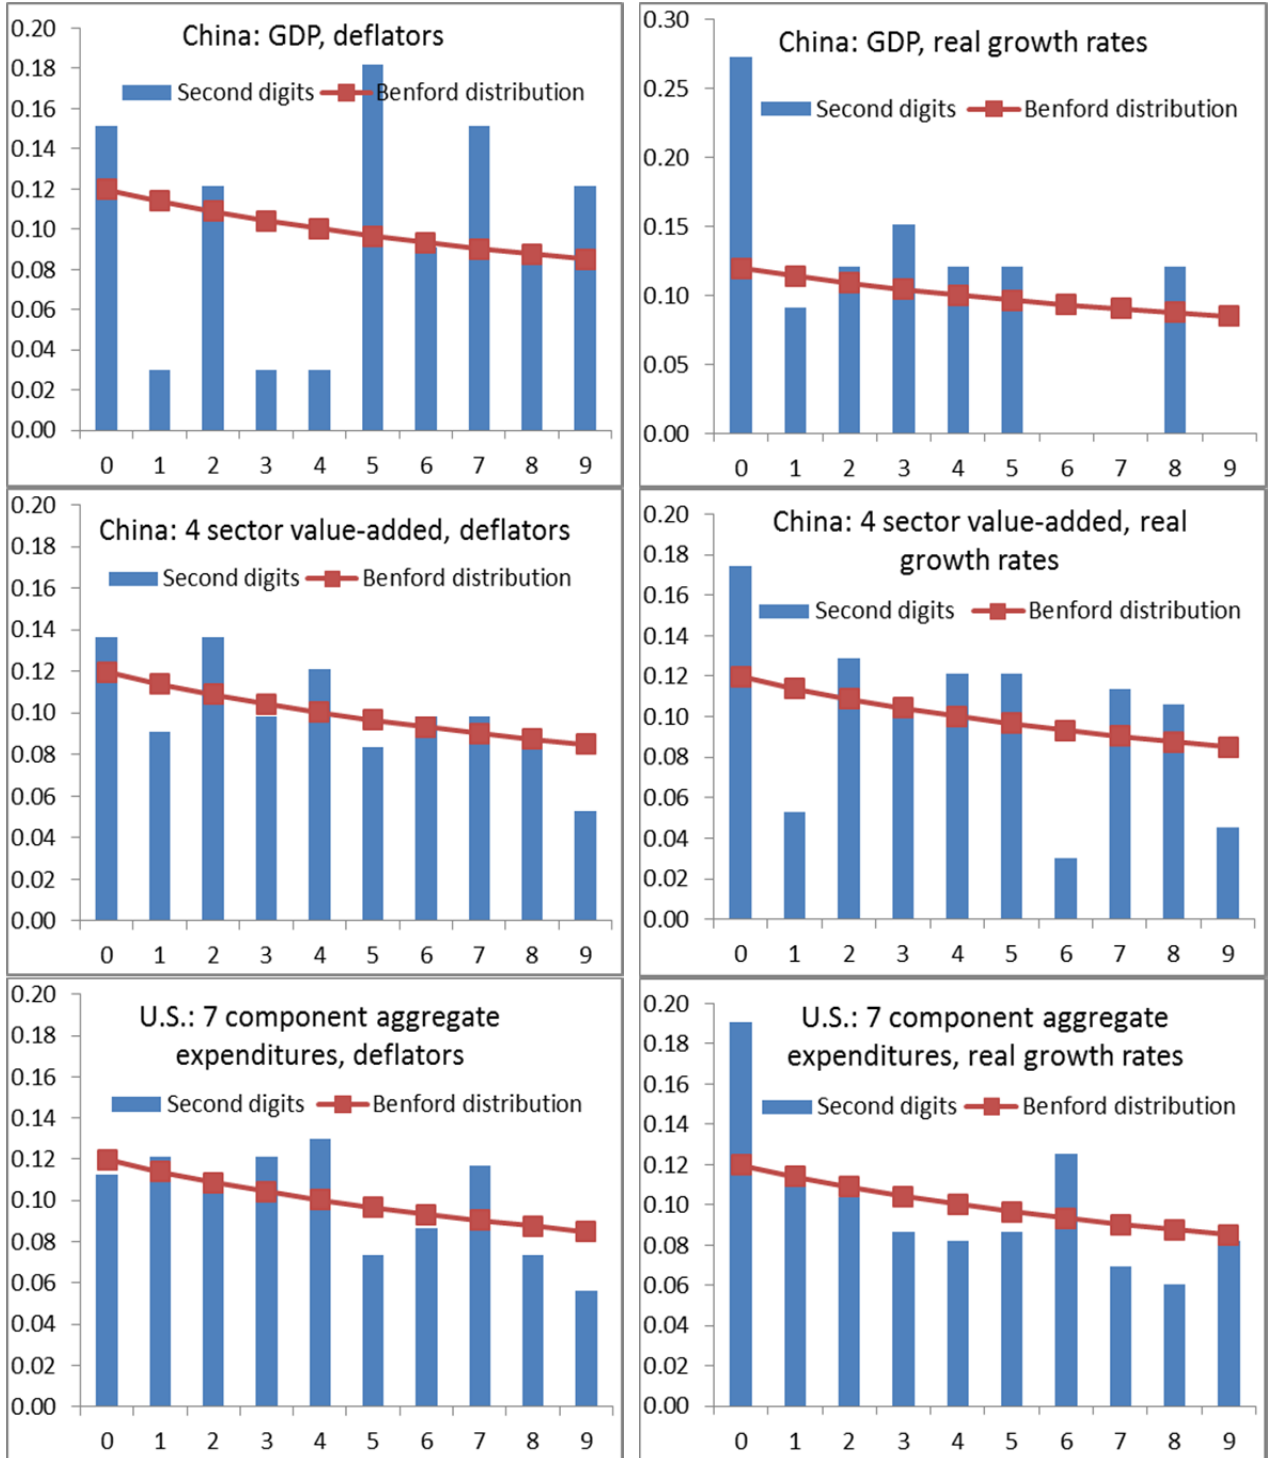 China: GDP, deflators
Second digits Benford distribution
0.20
0.18
0.16
0.14
0.12
0.10
0.08
0.06
0.04
0.02
0.00
0 1 2 3 4 5 6 7 8 9
China: GDP, real growth rates
Second digits Benford distribution
0.30
0.25
0.20
0.15
0.10
0.05
0.00
0 1 2 3 4 5 6 7 8 9
China: 4 sector value-added, deflators
Second digits Benford distribution
0.20
0.18
0.16
0.14
0.12
0.10
0.08
0.06
0.04
0.02
0.00
0 1 2 3 4 5 6 7 8 9
China: 4 sector value-added, real
growth rates
Second digits Benford distribution
0.20
0.18
0.16
0.14
0.12
0.10
0.08
0.06
0.04
0.02
0.00
0 1 2 3 4 5 6 7 8 9
U.S.: 7 component aggregate
expenditures, deflators
Second digits Benford distribution
0.20
0.18
0.16
0.14
0.12
0.10
0.08
0.06
0.04
0.02
0.00
0 1 2 3 4 5 6 7 8 9
U.S.: 7 component aggregate
expenditures, real growth rates
Second digits Benford distribution
0.20
0.18
0.16
0.14
0.12
0.10
0.08
0.06
0.04
0.02
0.00
0 1 2 3 4 5 6 7 8 9